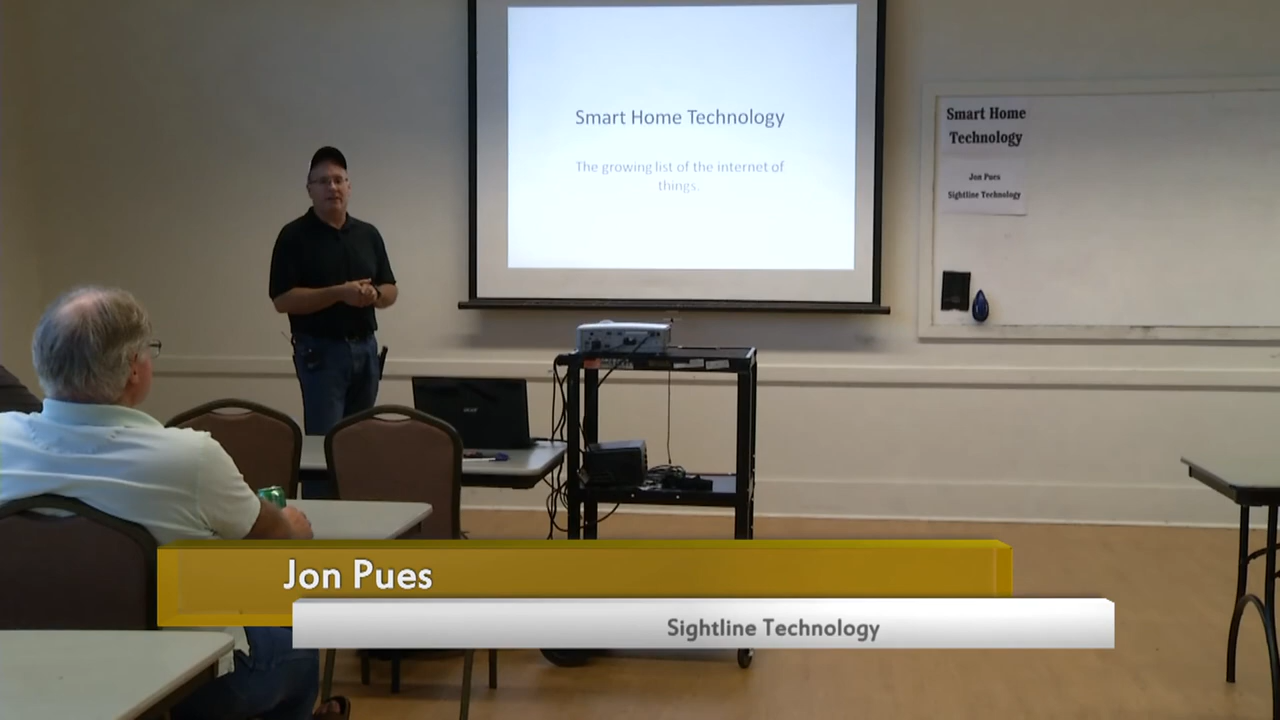 Smart Home Technology
The growing list of the internet of
things.
Smart Home
Technology
Jon Pues
Sightline Technology
acer
Jon Pues
Sightline Technology